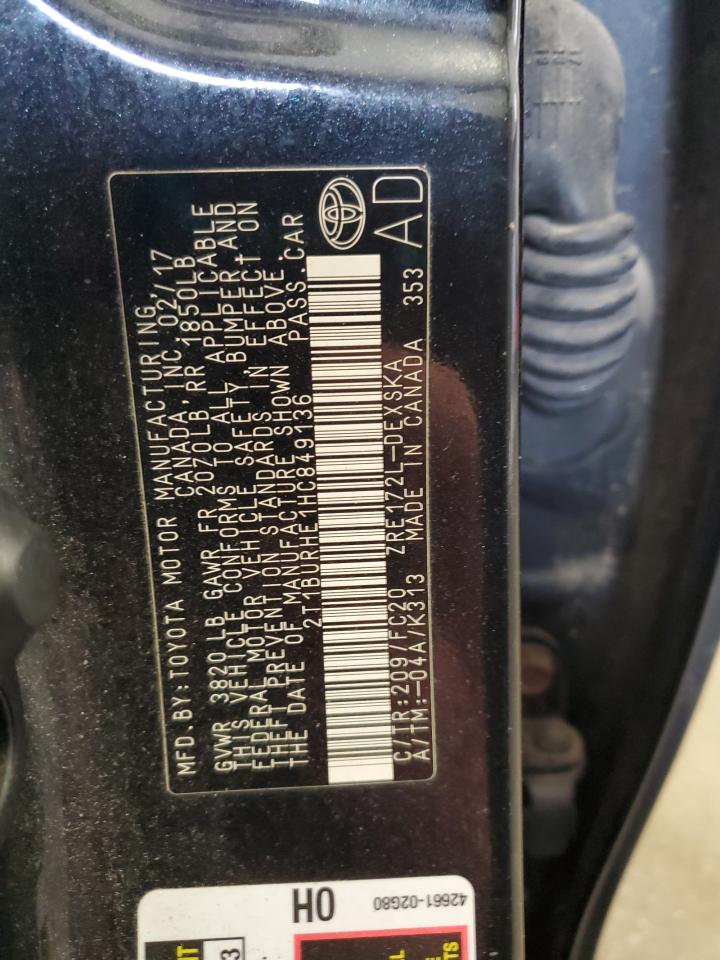 MFD. BY: TOYOTA MOTOR MANUFACTURING,
CANADA, INC. 02/17
GVWR 3820 LB GAWR FR 2070LB, RR 1850LB
THIS VEHICLE CONFORMS TO ALL APPLICABLE
FEDERAL MOTOR VEHICLE SAFETY, BUMPER, AND
THEFT PREVENTION STANDARDS IN EFFECT ON
THE DATE OF MANUFACTURE SHOWN ABOVE.
2T1BURHE1HC849136 PASS. CAR
C/TR: 209/FC20 ZRE172L-DEXSKA
A/TM: -04A/K313 MADE IN CANADA 353
AD
42661-02G80
OH